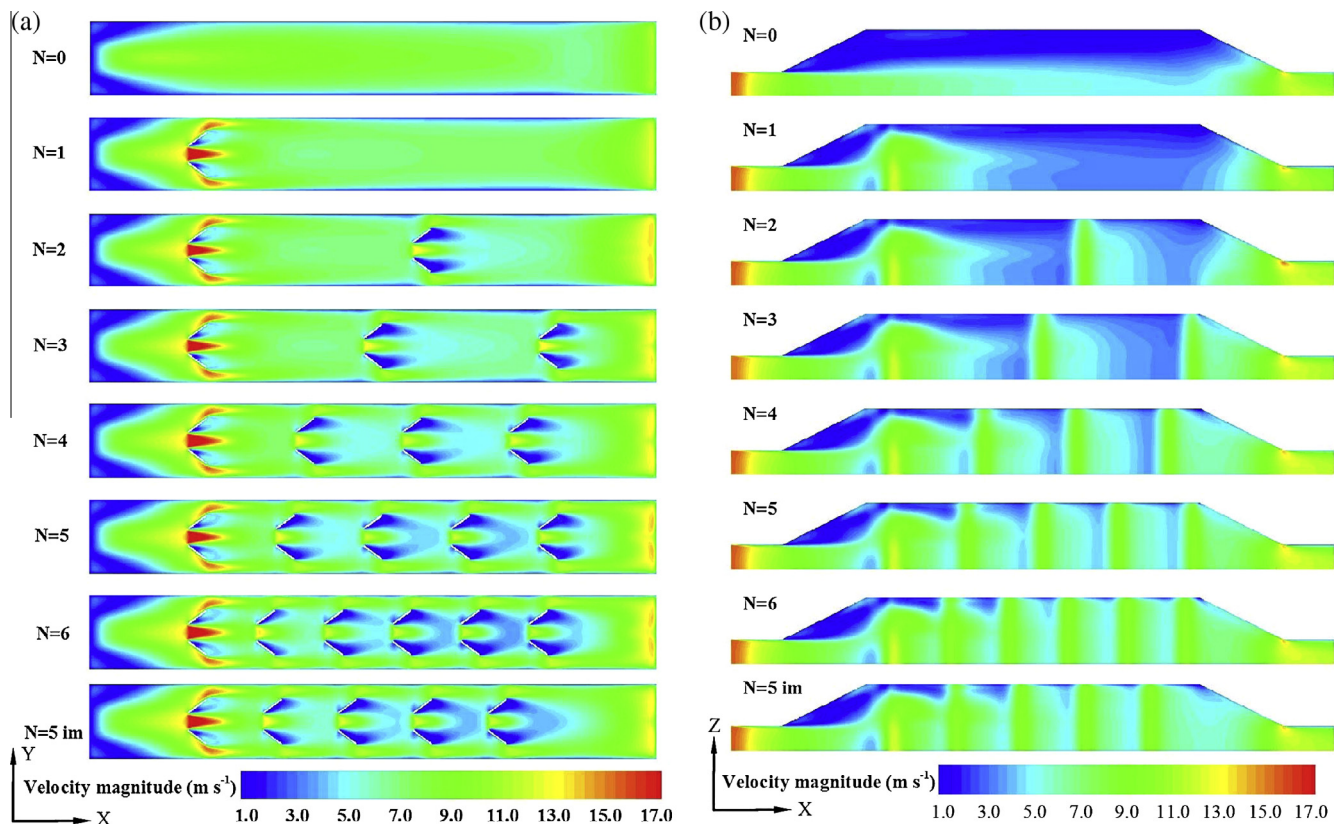 (a)
N=0
N=1
N=2
N=3
N=4
N=5
N=6
N=5 im
Y
X
Velocity magnitude (m s⁻¹)
1.0 3.0 5.0 7.0 9.0 11.0 13.0 15.0 17.0
(b)
N=0
N=1
N=2
N=3
N=4
N=5
N=6
N=5 im
Z
X
Velocity magnitude (m s⁻¹)
1.0 3.0 5.0 7.0 9.0 11.0 13.0 15.0 17.0